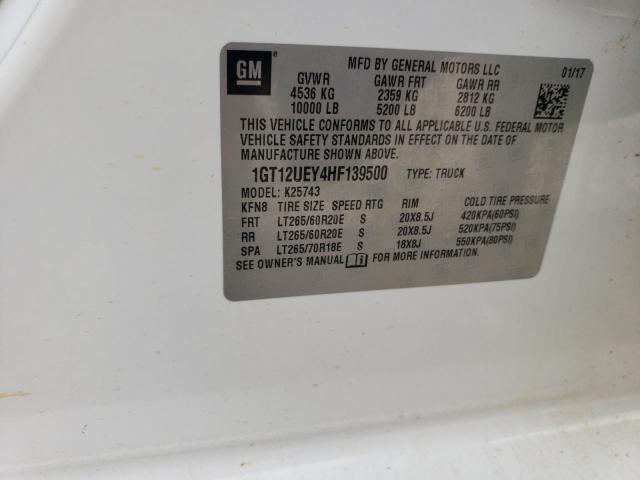 GM
MFD BY GENERAL MOTORS LLC 01/17
GVWR GAWR FRT GAWR RR
4536 KG 2359 KG 2812 KG
10000 LB 5200 LB 6200 LB
THIS VEHICLE CONFORMS TO ALL APPLICABLE U.S. FEDERAL MOTOR
VEHICLE SAFETY STANDARDS IN EFFECT ON THE DATE OF
MANUFACTURE SHOWN ABOVE.
1GT12UEY4HF139500 TYPE: TRUCK
MODEL: K25743
KFN8 TIRE SIZE SPEED RTG RIM COLD TIRE PRESSURE
FRT LT265/60R20E S 20X8.5J 420KPA(60PSI)
RR LT265/60R20E S 20X8.5J 520KPA(75PSI)
SPA LT265/70R18E S 18X8J 550KPA(80PSI)
SEE OWNER'S MANUAL FOR MORE INFORMATION.